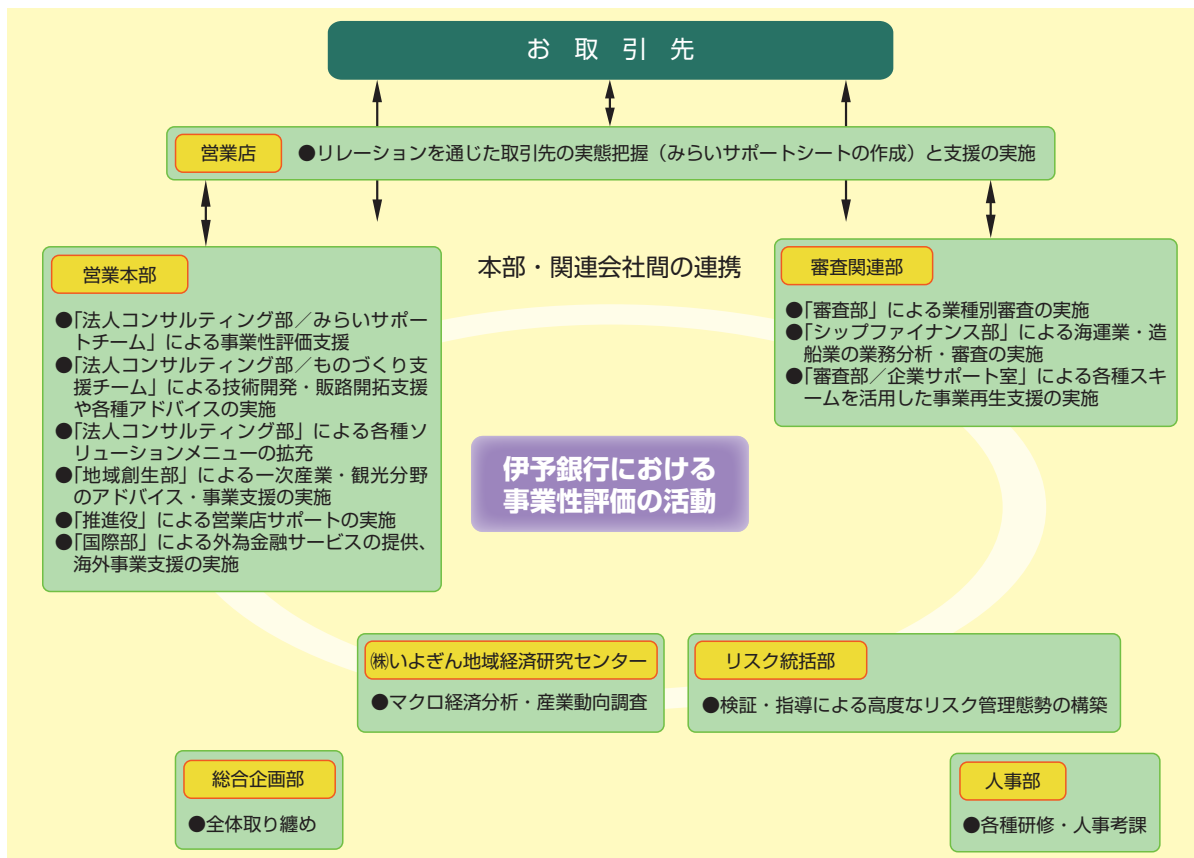 お取引先
営業店
●リレーションを通じた取引先の実態把握（みらいサポートシートの作成）と支援の実施
本部・関連会社間の連携
営業本部
●「法人コンサルティング部／みらいサポー
トチーム」による事業性評価支援
●「法人コンサルティング部／ものづくり支
援チーム」による技術開発・販路開拓支援
や各種アドバイスの実施
●「法人コンサルティング部」による各種ソ
リューションメニューの拡充
●「地域創生部」による一次産業・観光分野
のアドバイス・事業支援の実施
●「推進役」による営業店サポートの実施
●「国際部」による外為金融サービスの提供、
海外事業支援の実施
審査関連部
●「審査部」による業種別審査の実施
●「シップファイナンス部」による海運業・造
船業の業務分析・審査の実施
●「審査部／企業サポート室」による各種スキ
ームを活用した事業再生支援の実施
伊予銀行における
事業性評価の活動
㈱いよぎん地域経済研究センター
●マクロ経済分析・産業動向調査
リスク統括部
●検証・指導による高度なリスク管理態勢の構築
総合企画部
●全体取り纏め
人事部
●各種研修・人事考課